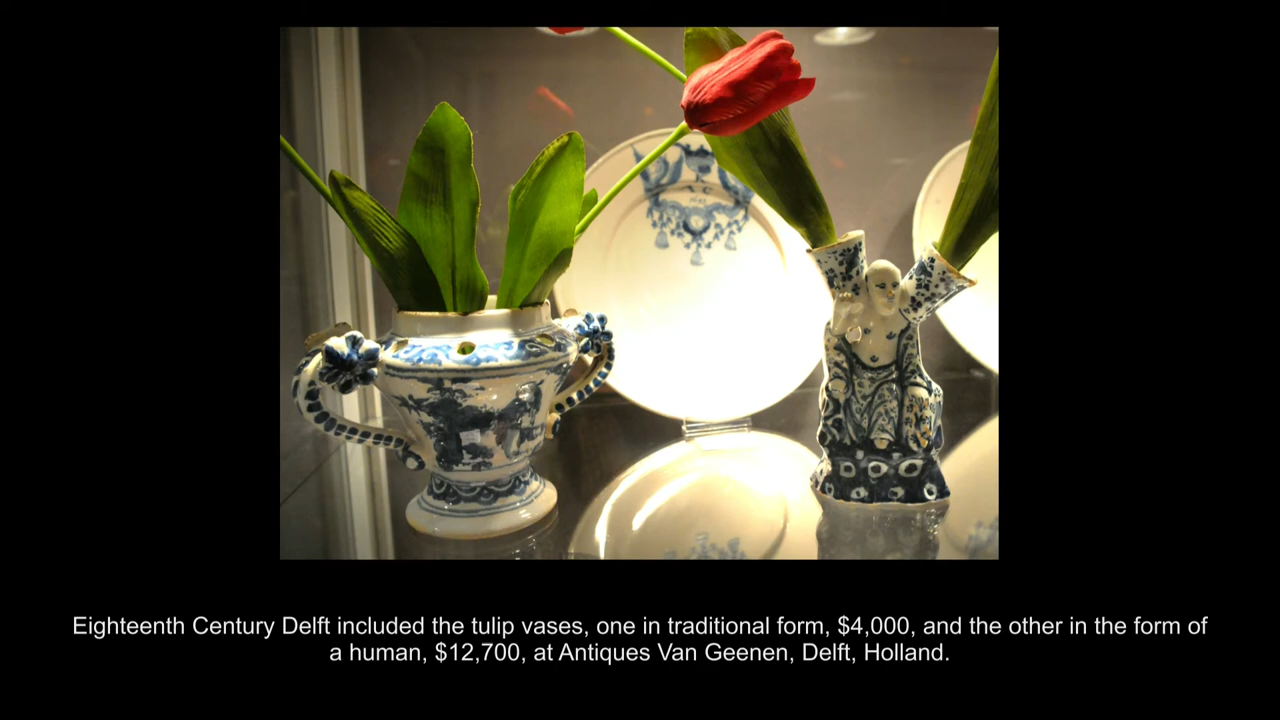 A C
Eighteenth Century Delft included the tulip vases, one in traditional form, $4,000, and the other in the form of
a human, $12,700, at Antiques Van Geenen, Delft, Holland.